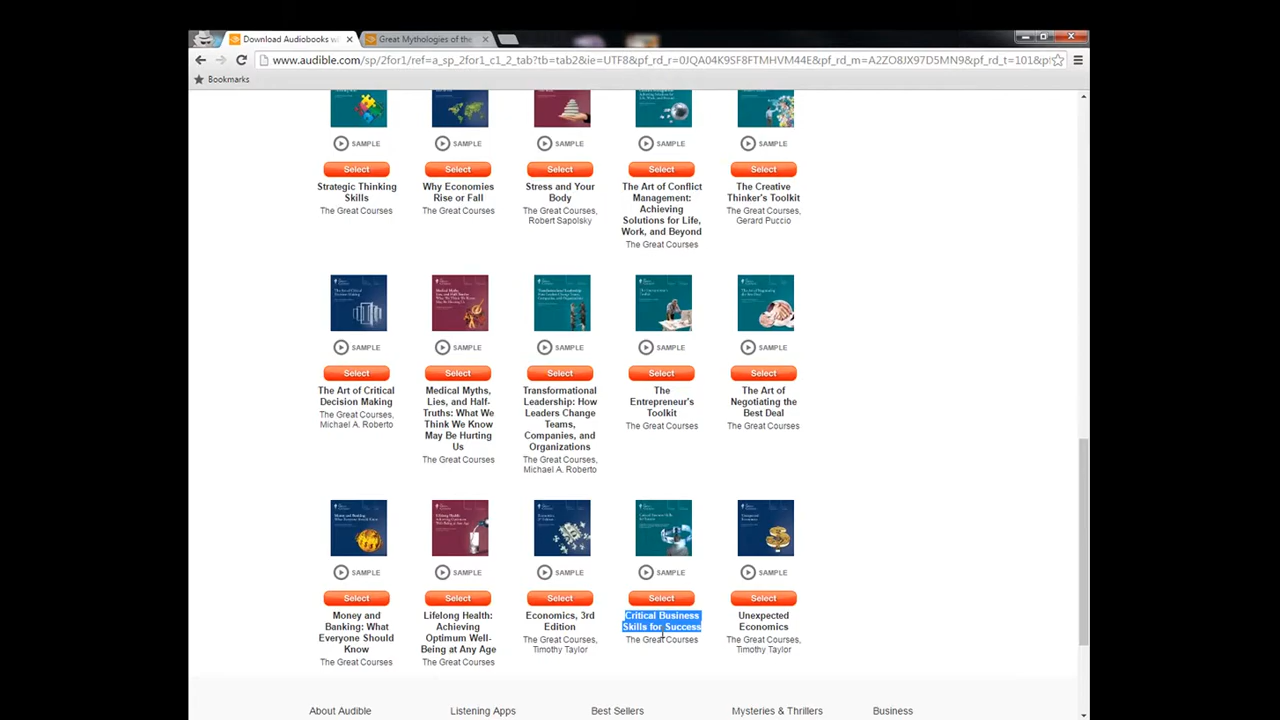 Download Audiobooks w
Great Mythologies of the
www.audible.com/sp/2for1/ref=a_sp_2for1_c1_2_tab?tb=tab2&ie=UTF8&pf_rd_r=0JQA04K9SF8FTMHVM44E&pf_rd_m=A2ZO8JX97D5MN9&pf_rd_t=101&p
Bookmarks
SAMPLE SAMPLE SAMPLE SAMPLE SAMPLE
Select Select Select Select Select
Strategic Thinking
Skills
The Great Courses
Why Economies
Rise or Fall
The Great Courses
Stress and Your
Body
The Great Courses,
Robert Sapolsky
The Art of Conflict
Management:
Achieving
Solutions for Life,
Work, and Beyond
The Great Courses
The Creative
Thinker's Toolkit
The Great Courses,
Gerard Puccio
SAMPLE SAMPLE SAMPLE SAMPLE SAMPLE
Select Select Select Select Select
The Art of Critical
Decision Making
The Great Courses,
Michael A. Roberto
Medical Myths,
Lies, and Half-
Truths: What We
Think We Know
May Be Hurting
Us
The Great Courses
Transformational
Leadership: How
Leaders Change
Teams,
Companies, and
Organizations
The Great Courses,
Michael A. Roberto
The
Entrepreneur's
Toolkit
The Great Courses
The Art of
Negotiating the
Best Deal
The Great Courses
SAMPLE SAMPLE SAMPLE SAMPLE SAMPLE
Select Select Select Select Select
Money and
Banking: What
Everyone Should
Know
The Great Courses
Lifelong Health:
Achieving
Optimum Well-
Being at Any Age
The Great Courses
Economics, 3rd
Edition
The Great Courses,
Timothy Taylor
Critical Business
Skills for Success
The Great Courses
Unexpected
Economics
The Great Courses,
Timothy Taylor
About Audible Listening Apps Best Sellers Mysteries & Thrillers Business